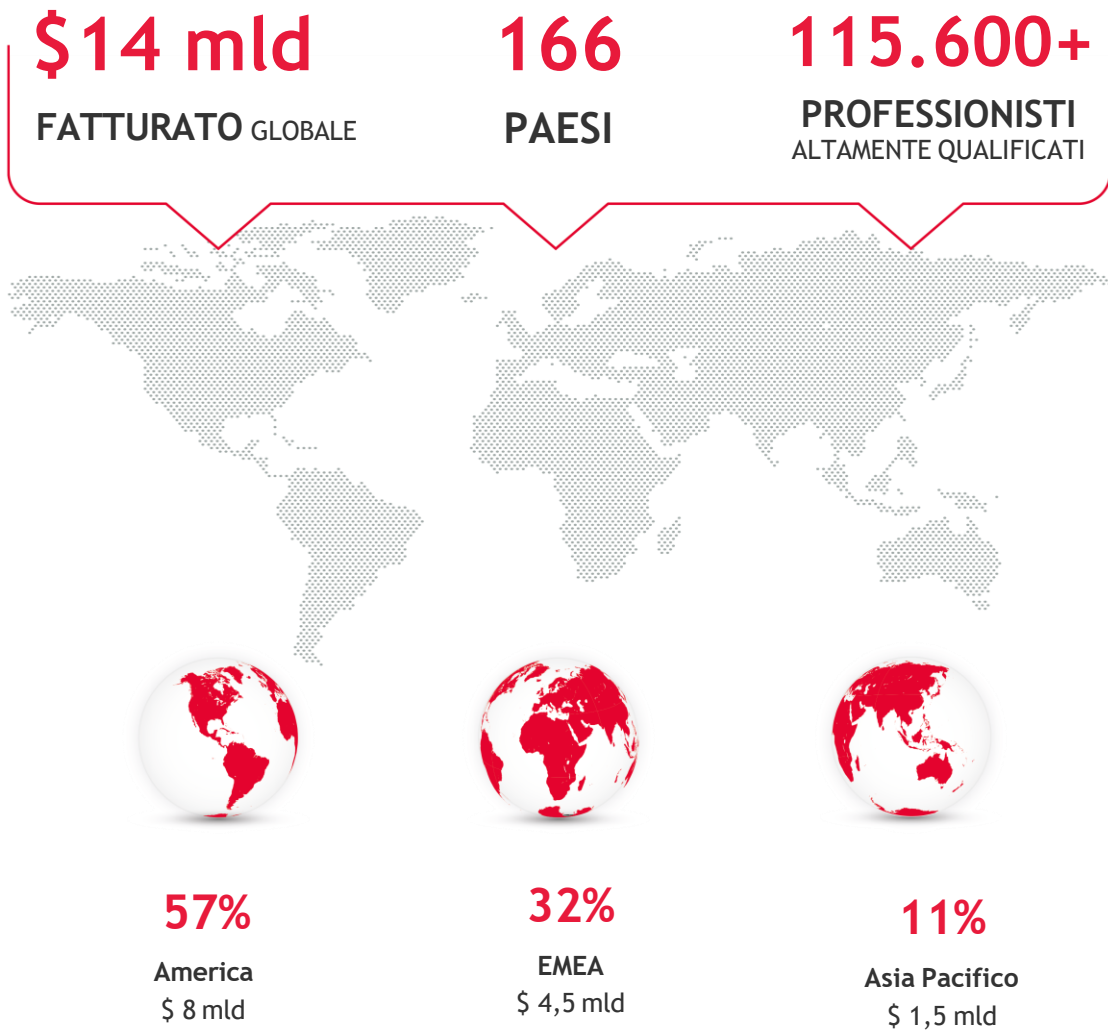 $14 mld
FATTURATO GLOBALE
166
PAESI
115.600+
PROFESSIONISTI
ALTAMENTE QUALIFICATI
57%
America
$ 8 mld
32%
EMEA
$ 4,5 mld
11%
Asia Pacifico
$ 1,5 mld